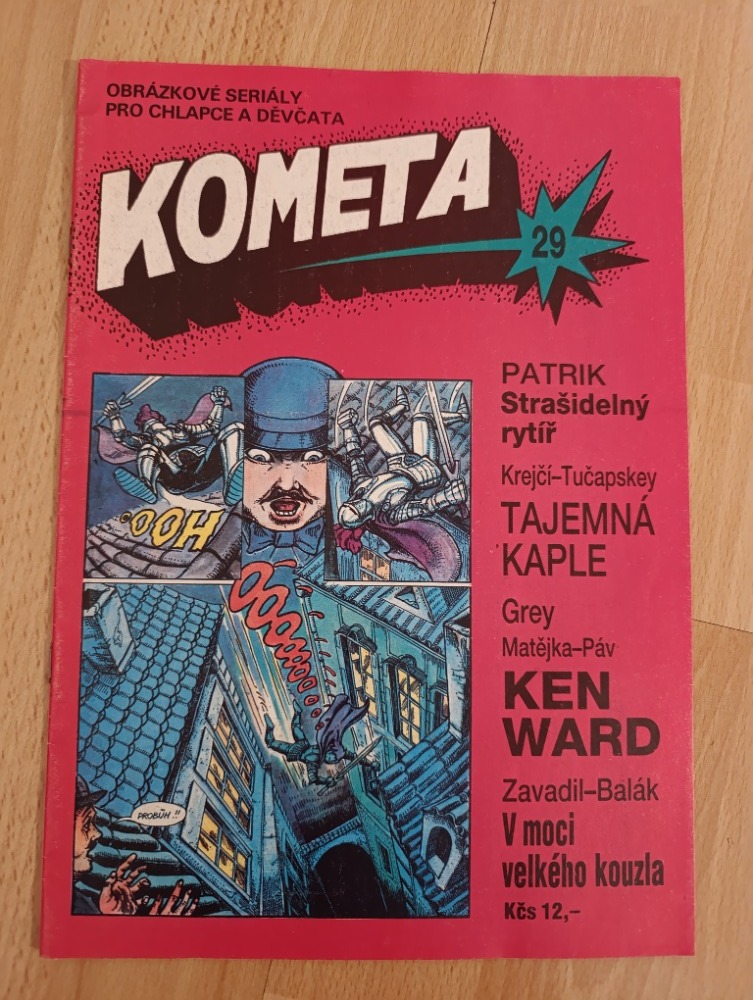 OBRÁZKOVÉ SERIÁLY
PRO CHLAPCE A DĚVČATA
KOMETA
29
PATRIK
Strašidelný
rytíř
Krejčí–Tučapskey
TAJEMNÁ
KAPLE
Grey
Matějka–Páv
KEN
WARD
Zavadil–Balák
V moci
velkého kouzla
Kčs 12,–
OOH
ÓÓOOOOOOOO
PROBŮH!!